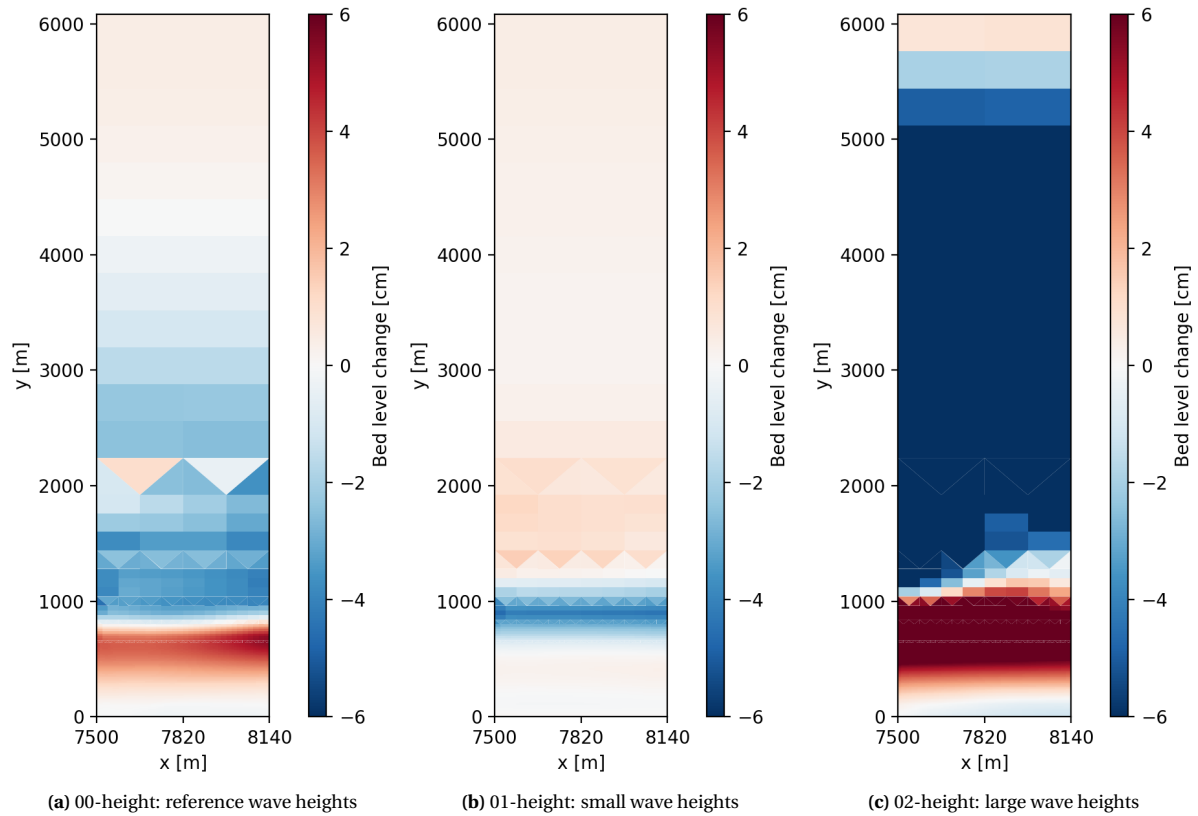 6000
5000
4000
3000
2000
1000
0
y [m]
7500 7820 8140
x [m]
6
4
2
0
−2
−4
−6
Bed level change [cm]
(a) 00-height: reference wave heights
6000
5000
4000
3000
2000
1000
0
y [m]
7500 7820 8140
x [m]
6
4
2
0
−2
−4
−6
Bed level change [cm]
(b) 01-height: small wave heights
6000
5000
4000
3000
2000
1000
0
y [m]
7500 7820 8140
x [m]
6
4
2
0
−2
−4
−6
Bed level change [cm]
(c) 02-height: large wave heights